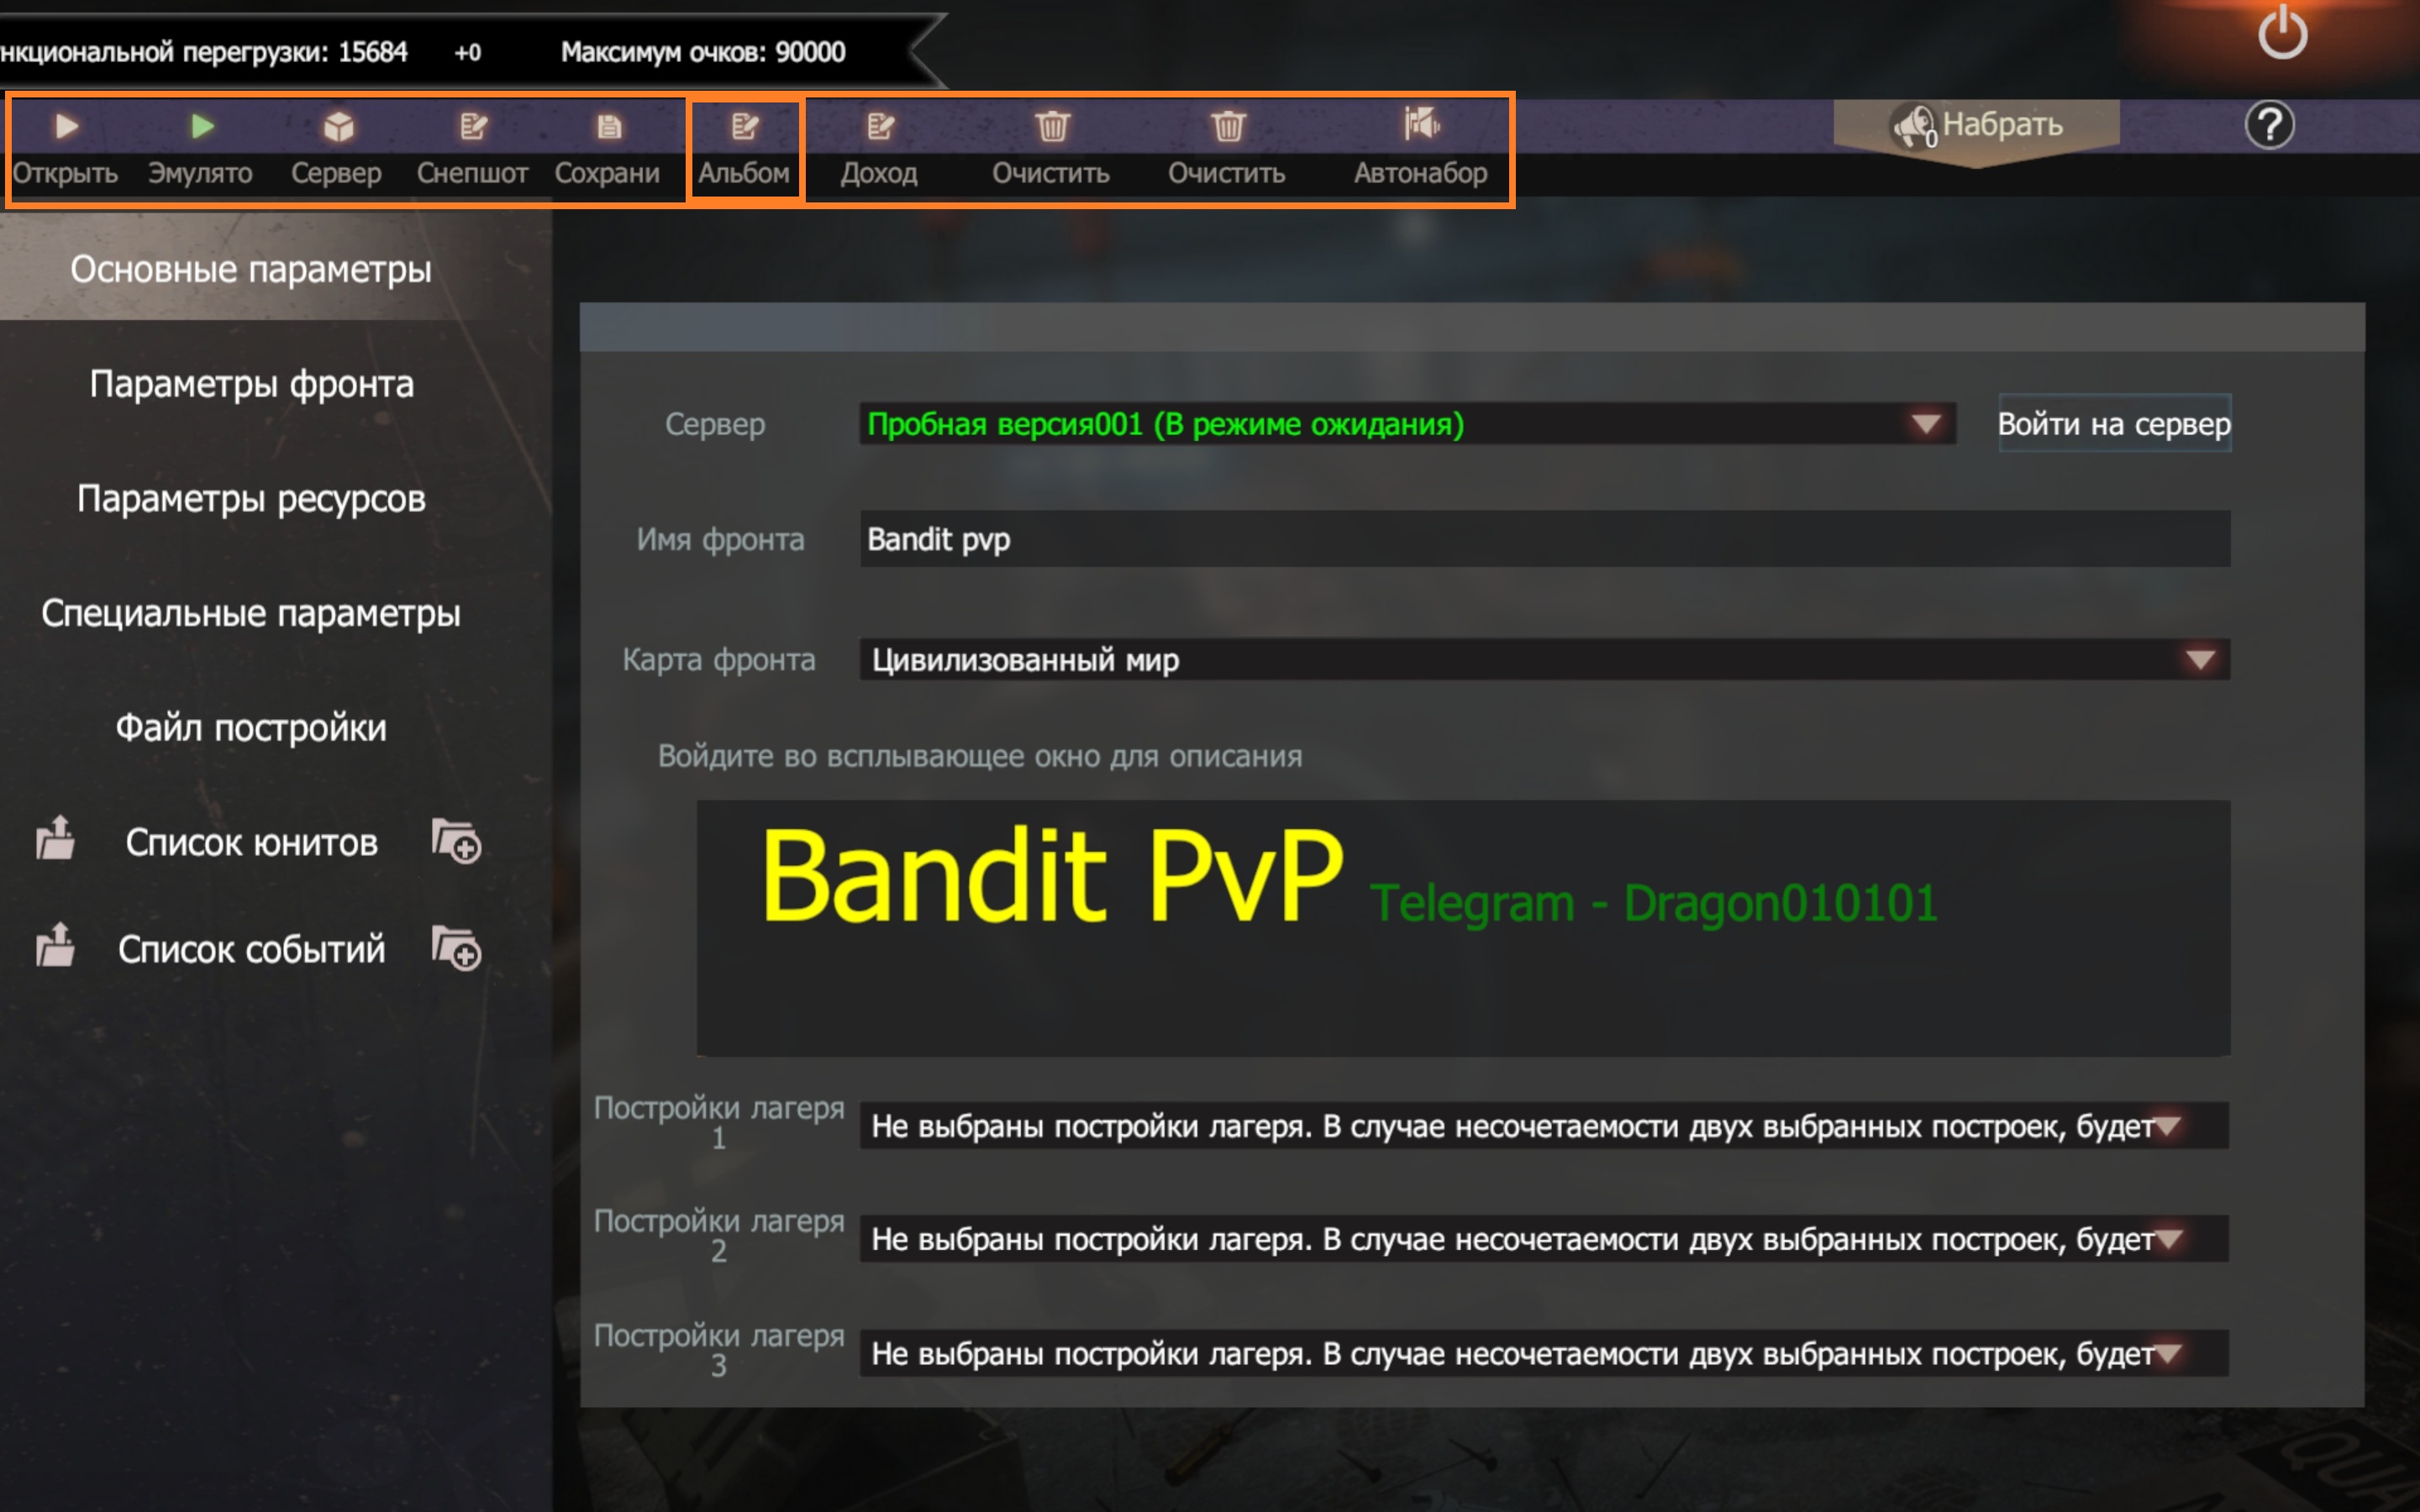 нкциональной перегрузки: 15684 +0 Максимум очков: 90000
Открыть Эмулято Сервер Снепшот Сохрани Альбом Доход Очистить Очистить Автонабор
0 Набрать ?
Основные параметры
Параметры фронта
Параметры ресурсов
Специальные параметры
Файл постройки
Список юнитов
Список событий
Сервер Пробная версия001 (В режиме ожидания) Войти на сервер
Имя фронта Bandit pvp
Карта фронта Цивилизованный мир
Войдите во всплывающее окно для описания
Bandit PvP Telegram - Dragon010101
Постройки лагеря 1 Не выбраны постройки лагеря. В случае несочетаемости двух выбранных построек, будет
Постройки лагеря 2 Не выбраны постройки лагеря. В случае несочетаемости двух выбранных построек, будет
Постройки лагеря 3 Не выбраны постройки лагеря. В случае несочетаемости двух выбранных построек, будет
QUA